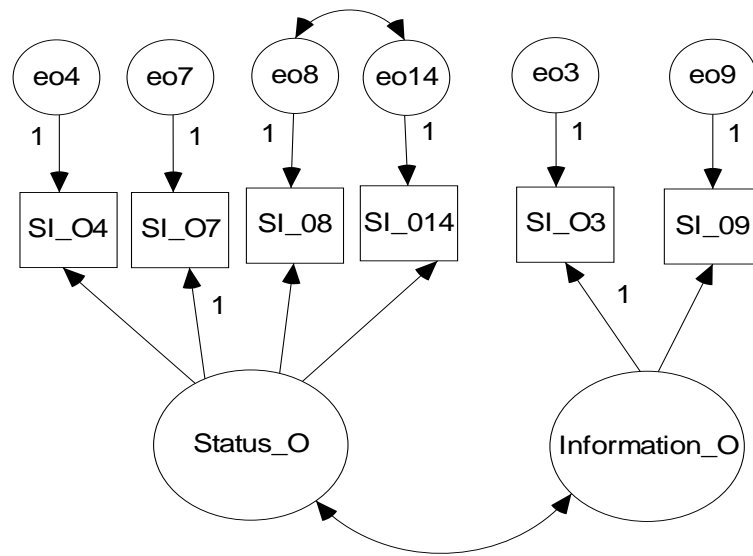 eo4 eo7 eo8 eo14 eo3 eo9
1 1 1 1 1 1
SI_O4 SI_O7 SI_08 SI_014 SI_O3 SI_09
1 1
Status_O Information_O